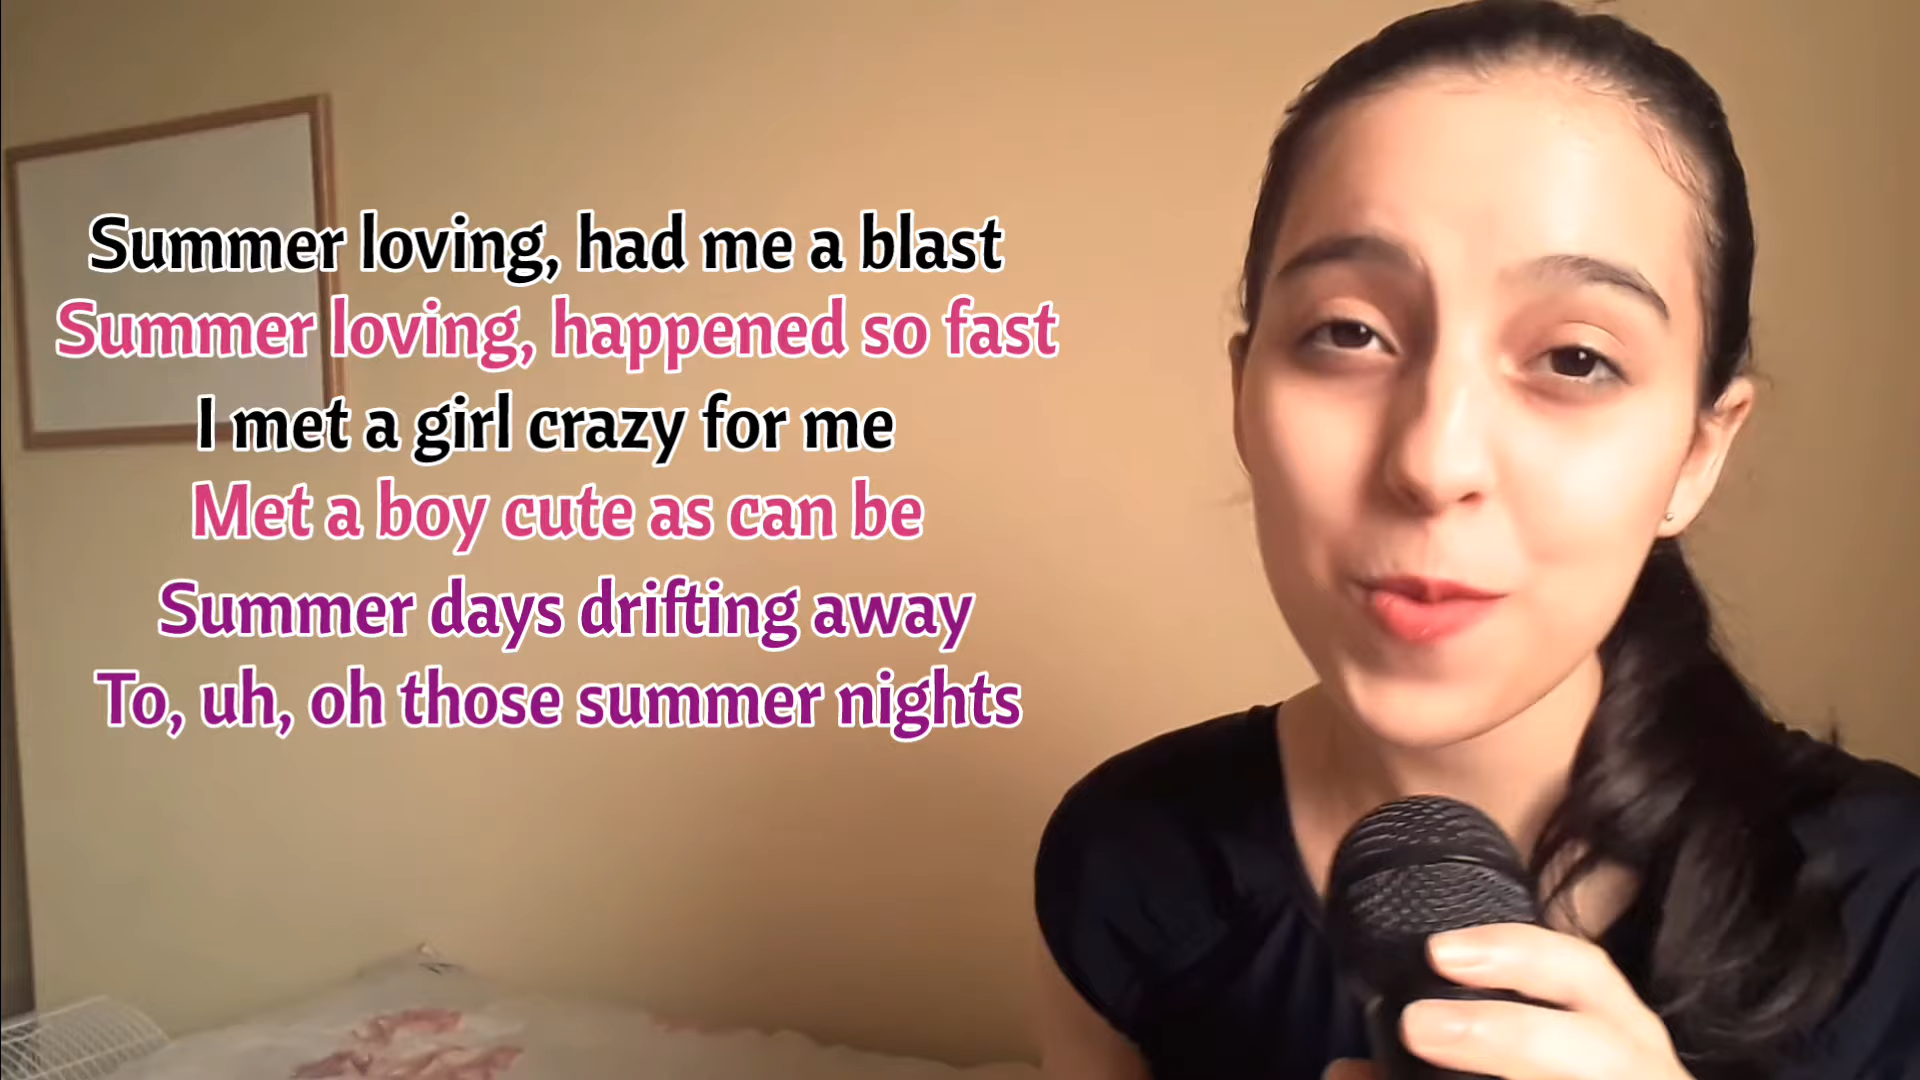 Summer loving, had me a blast
Summer loving, happened so fast
I met a girl crazy for me
Met a boy cute as can be
Summer days drifting away
To, uh, oh those summer nights